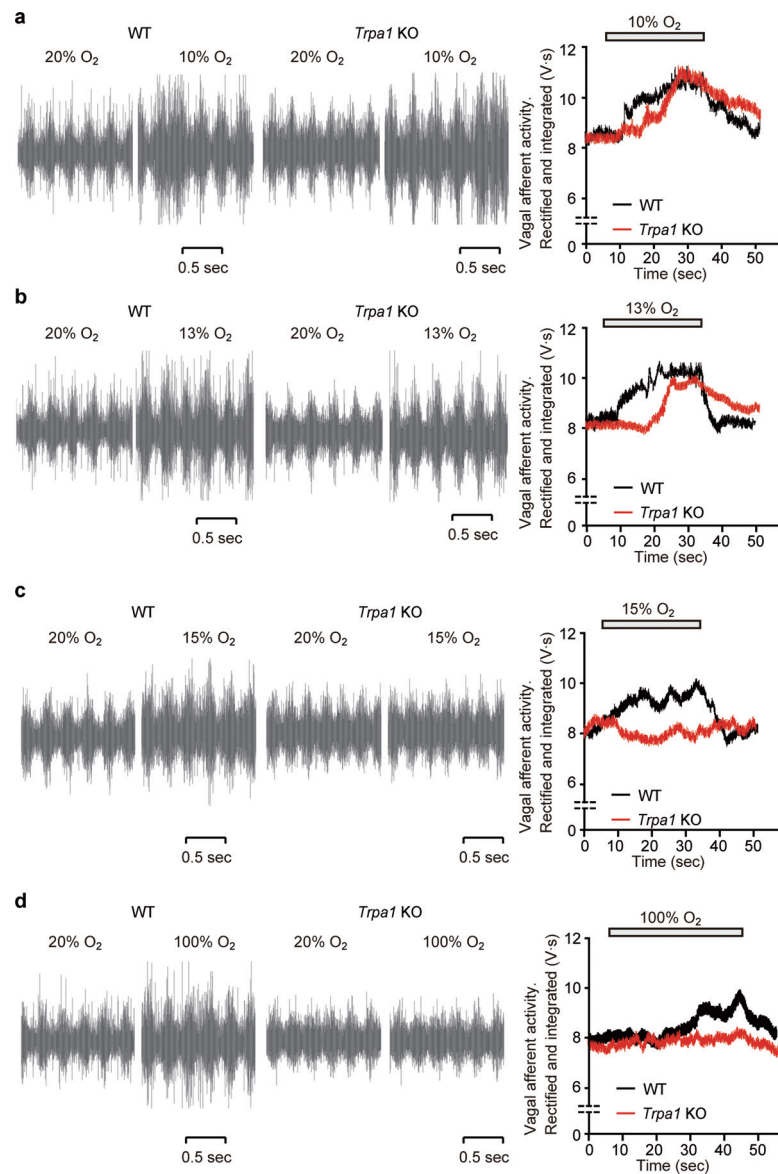 a
WT
Trpa1 KO
20% O₂ 10% O₂ 20% O₂ 10% O₂
0.5 sec 0.5 sec
10% O₂
Vagal afferent activity.
Rectified and integrated (V·s)
12
10
8
6
0
WT
Trpa1 KO
0 10 20 30 40 50
Time (sec)
b
WT
Trpa1 KO
20% O₂ 13% O₂ 20% O₂ 13% O₂
0.5 sec 0.5 sec
13% O₂
Vagal afferent activity.
Rectified and integrated (V·s)
12
10
8
6
0
WT
Trpa1 KO
0 10 20 30 40 50
Time (sec)
c
WT
Trpa1 KO
20% O₂ 15% O₂ 20% O₂ 15% O₂
0.5 sec 0.5 sec
15% O₂
Vagal afferent activity.
Rectified and integrated (V·s)
12
10
8
6
0
WT
Trpa1 KO
0 10 20 30 40 50
Time (sec)
d
WT
Trpa1 KO
20% O₂ 100% O₂ 20% O₂ 100% O₂
0.5 sec 0.5 sec
100% O₂
Vagal afferent activity.
Rectified and integrated (V·s)
12
10
8
6
0
WT
Trpa1 KO
0 10 20 30 40 50
Time (sec)